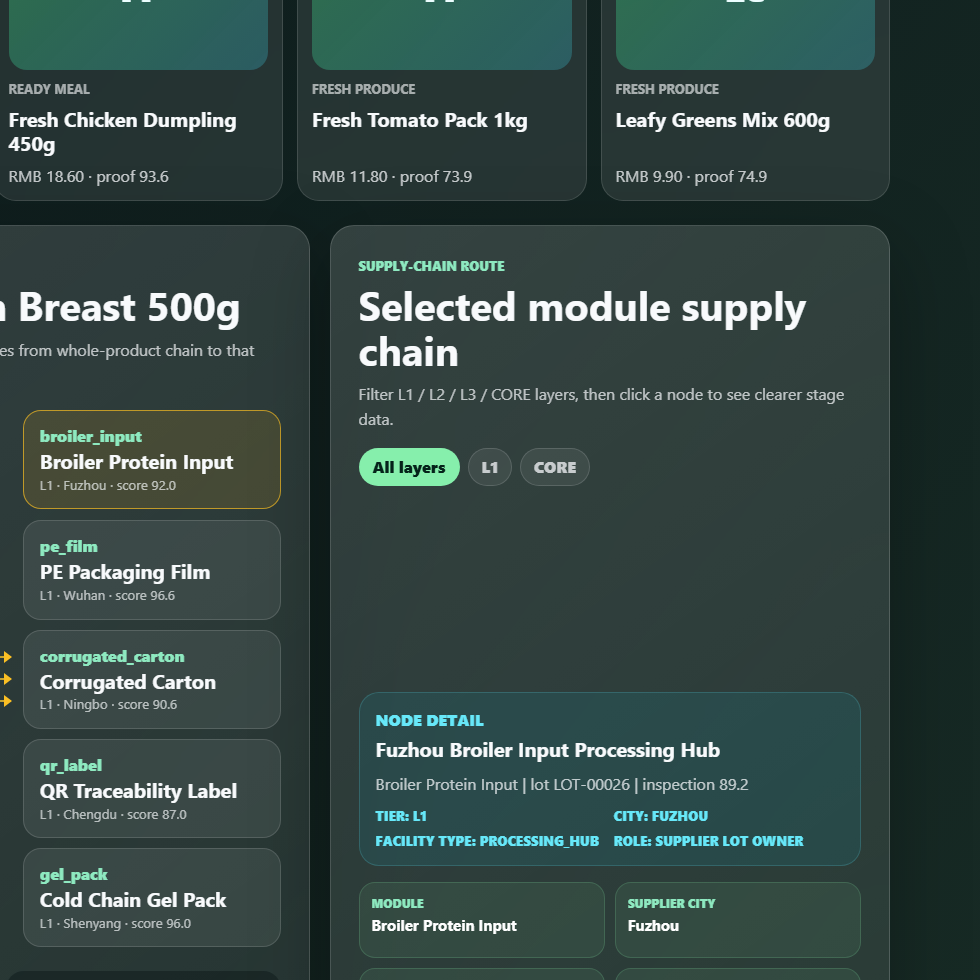 READY MEAL
Fresh Chicken Dumpling
450g
RMB 18.60 · proof 93.6
FRESH PRODUCE
Fresh Tomato Pack 1kg
RMB 11.80 · proof 73.9
FRESH PRODUCE
Leafy Greens Mix 600g
RMB 9.90 · proof 74.9
Breast 500g
from whole-product chain to that
broiler_input
Broiler Protein Input
L1 · Fuzhou · score 92.0
pe_film
PE Packaging Film
L1 · Wuhan · score 96.6
corrugated_carton
Corrugated Carton
L1 · Ningbo · score 90.6
qr_label
QR Traceability Label
L1 · Chengdu · score 87.0
gel_pack
Cold Chain Gel Pack
L1 · Shenyang · score 96.0
SUPPLY-CHAIN ROUTE
Selected module supply
chain
Filter L1 / L2 / L3 / CORE layers, then click a node to see clearer stage
data.
All layers
L1
CORE
NODE DETAIL
Fuzhou Broiler Input Processing Hub
Broiler Protein Input | lot LOT-00026 | inspection 89.2
TIER: L1
CITY: FUZHOU
FACILITY TYPE: PROCESSING_HUB
ROLE: SUPPLIER LOT OWNER
MODULE
Broiler Protein Input
SUPPLIER CITY
Fuzhou